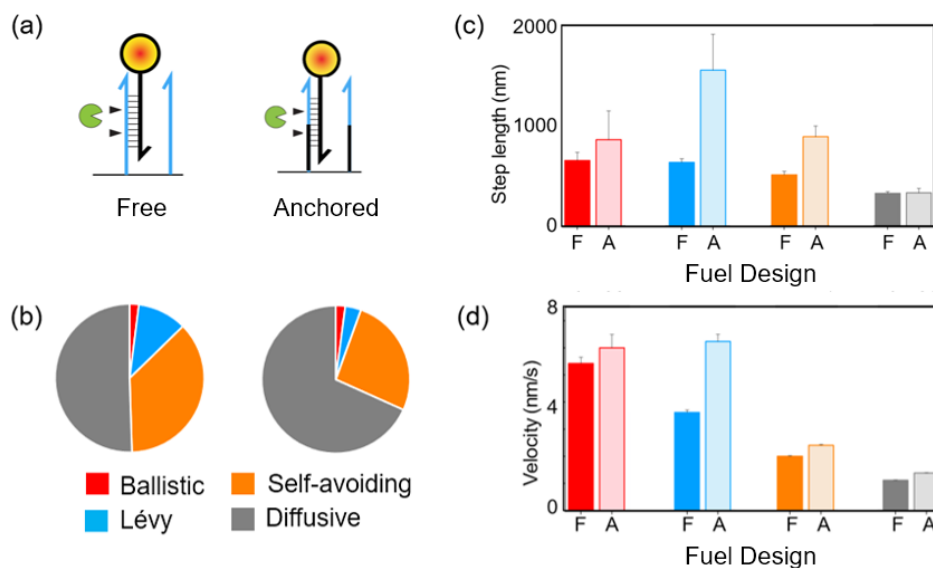 (a)
Free
Anchored
(b)
Ballistic
Self-avoiding
Lévy
Diffusive
(c)
2000
1000
0
Step length (nm)
F A F A F A F A
Fuel Design
(d)
8
4
0
Velocity (nm/s)
F A F A F A F A
Fuel Design